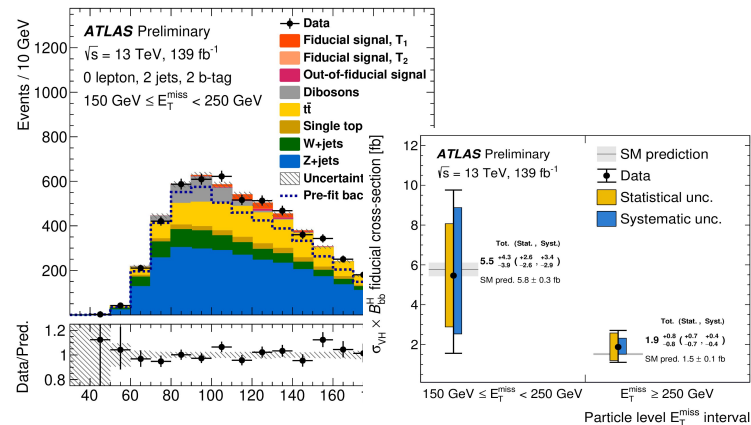 ATLAS Preliminary
√s = 13 TeV, 139 fb⁻¹
0 lepton, 2 jets, 2 b-tag
150 GeV ≤ E_T^miss < 250 GeV
Events / 10 GeV
1200
1000
800
600
400
200
Data
Fiducial signal, T₁
Fiducial signal, T₂
Out-of-fiducial signal
Dibosons
tt̄
Single top
W+jets
Z+jets
Uncertaint
Pre-fit bac
Data/Pred.
1.2
1
0.8
40 60 80 100 120 140 160
σ_VH × B_bb^H fiducial cross-section [fb]
12
10
8
6
4
2
ATLAS Preliminary
√s = 13 TeV, 139 fb⁻¹
SM prediction
Data
Statistical unc.
Systematic unc.
Tot. (Stat., Syst.)
5.5 +4.3 -3.9 (+2.6 -2.6, +3.4 -2.9)
SM pred. 5.8 ± 0.3 fb
Tot. (Stat., Syst.)
1.9 +0.8 -0.8 (+0.7 -0.7, +0.4 -0.4)
SM pred. 1.5 ± 0.1 fb
150 GeV ≤ E_T^miss < 250 GeV
E_T^miss ≥ 250 GeV
Particle level E_T^miss interval